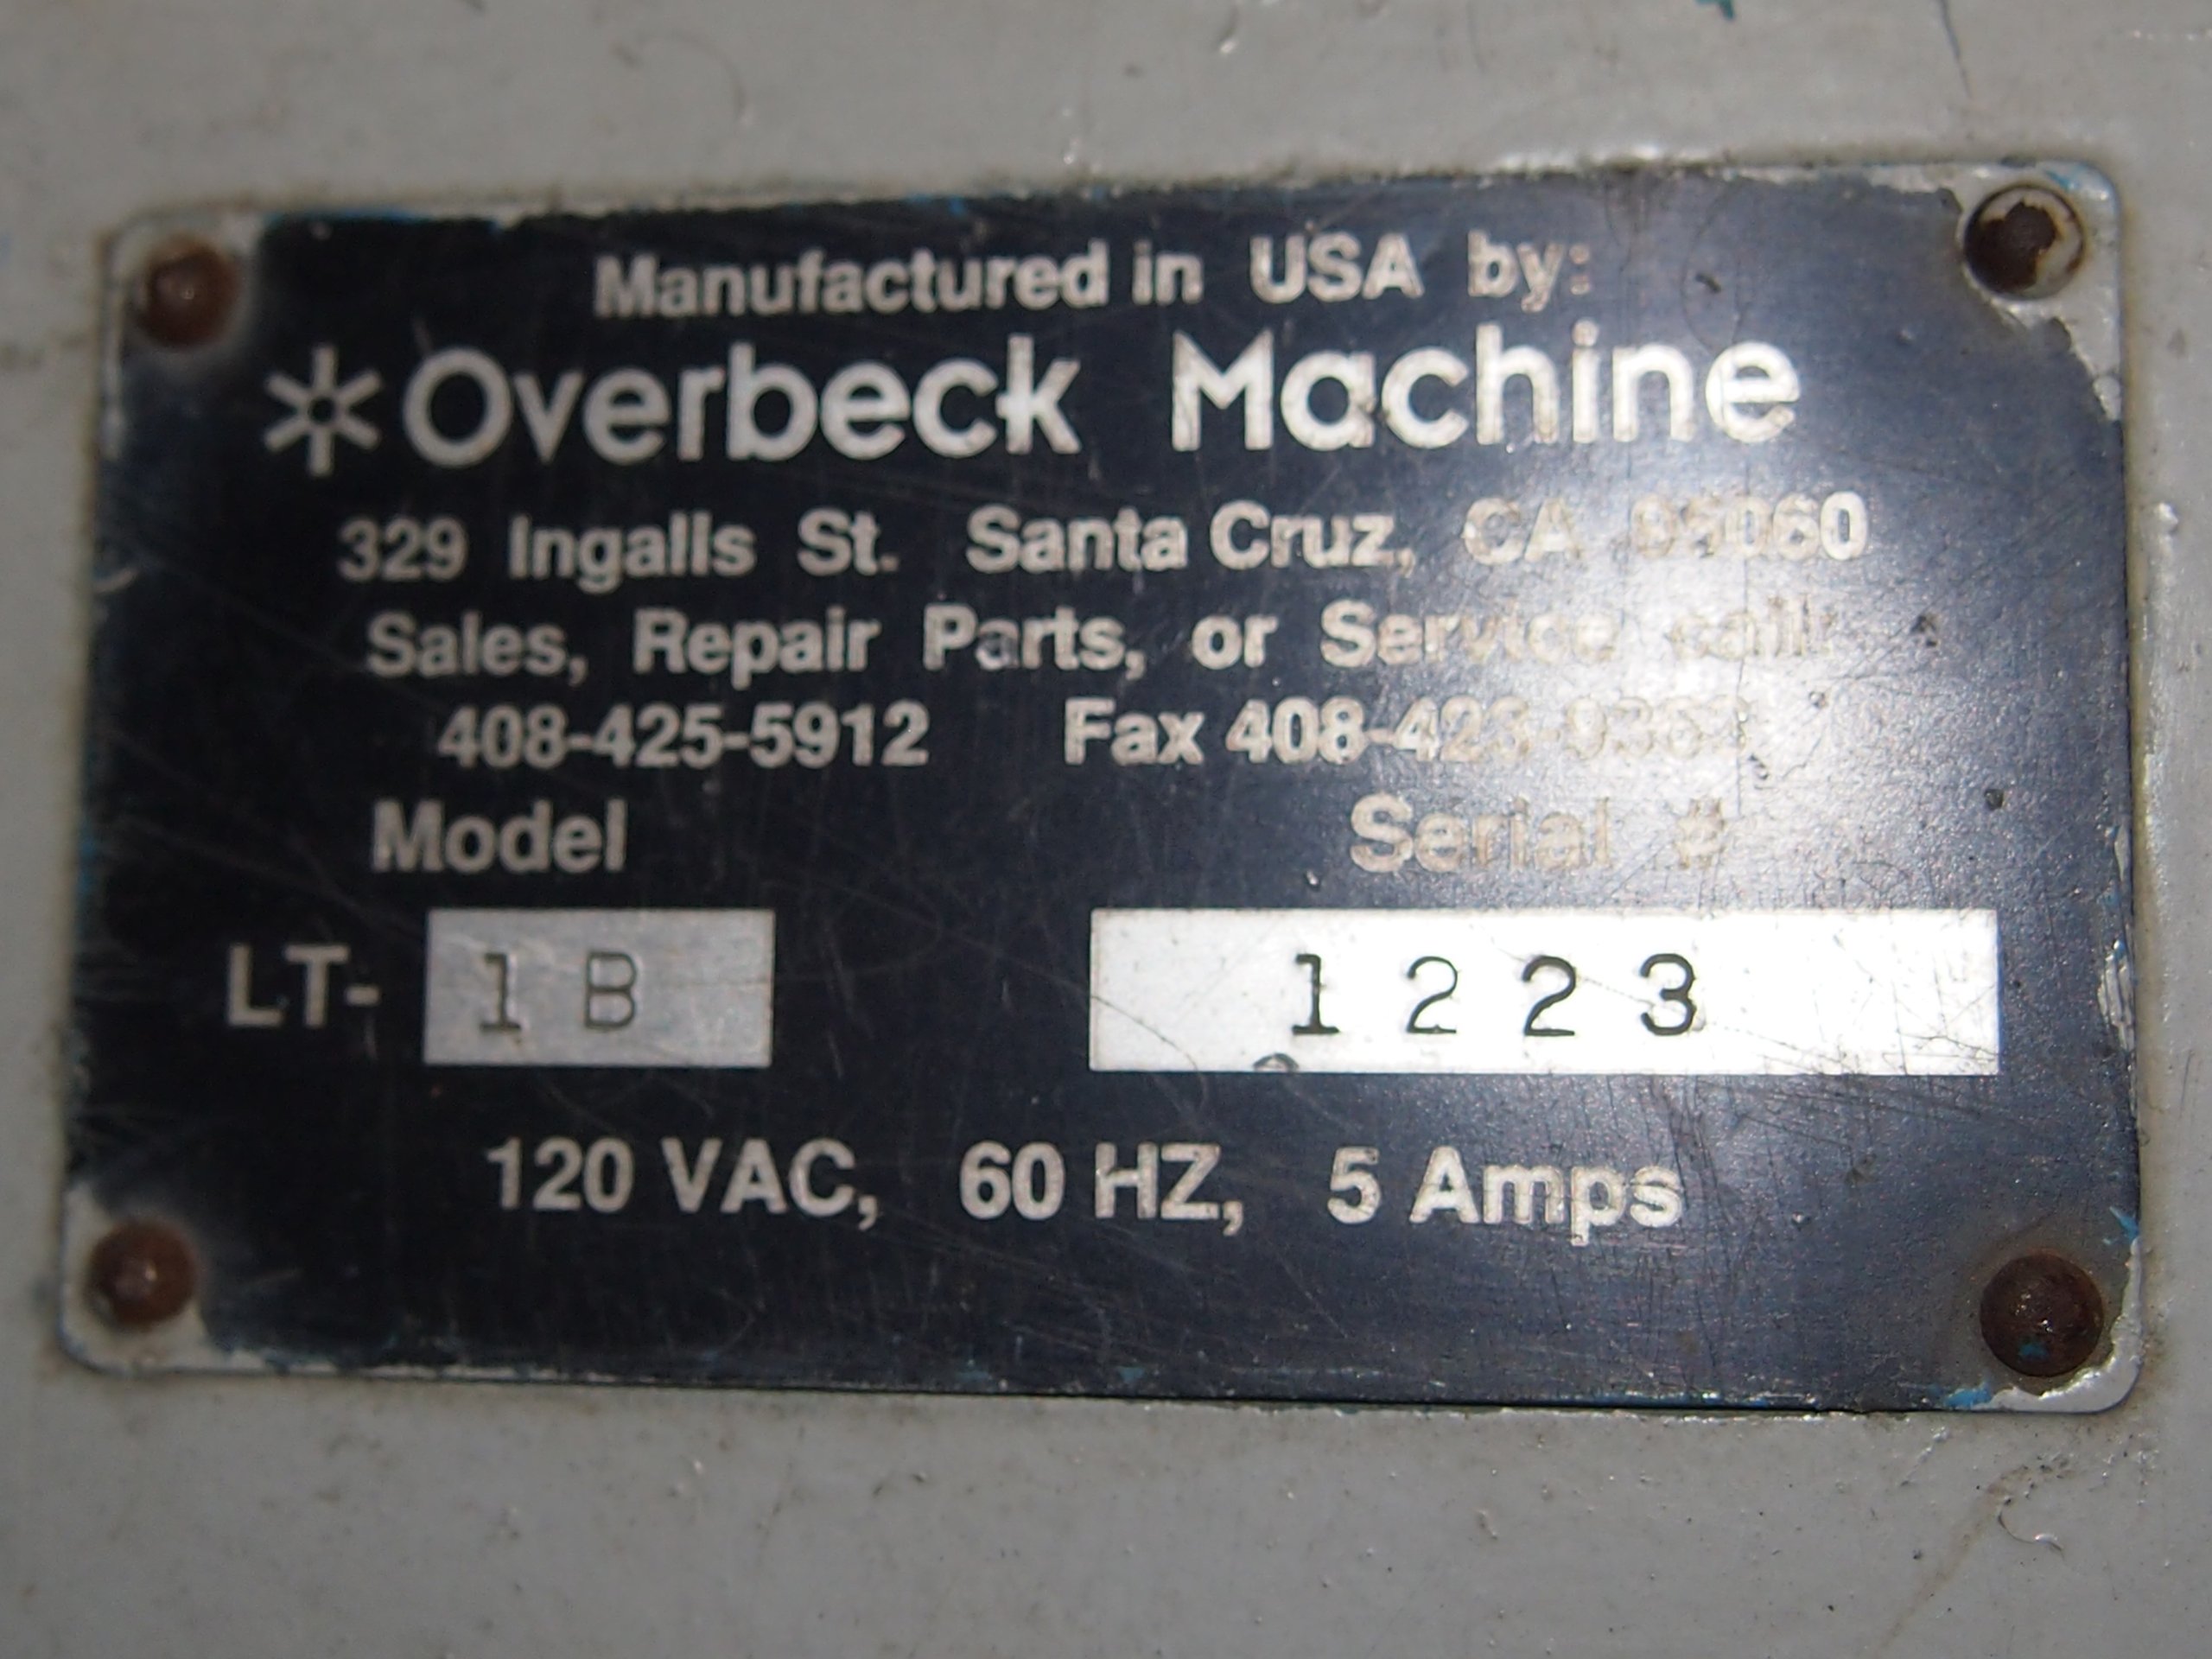 Manufactured in USA by:
Overbeck Machine
329 Ingalls St. Santa Cruz, CA 95060
Sales, Repair Parts, or Service call:
408-425-5912 Fax
Model Serial #
LT- 1B 1223
120 VAC, 60 HZ, 5 Amps